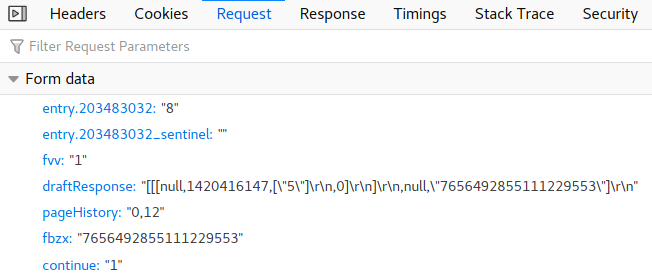 Headers Cookies Request Response Timings Stack Trace Security
Filter Request Parameters
Form data
entry.203483032: "8"
entry.203483032_sentinel: ""
fvv: "1"
draftResponse: "[[[null,1420416147,[\"5\"]\r\n,0]\r\n]\r\n,null,\"7656492855111229553\"]\r\n"
pageHistory: "0,12"
fbzx: "7656492855111229553"
continue: "1"